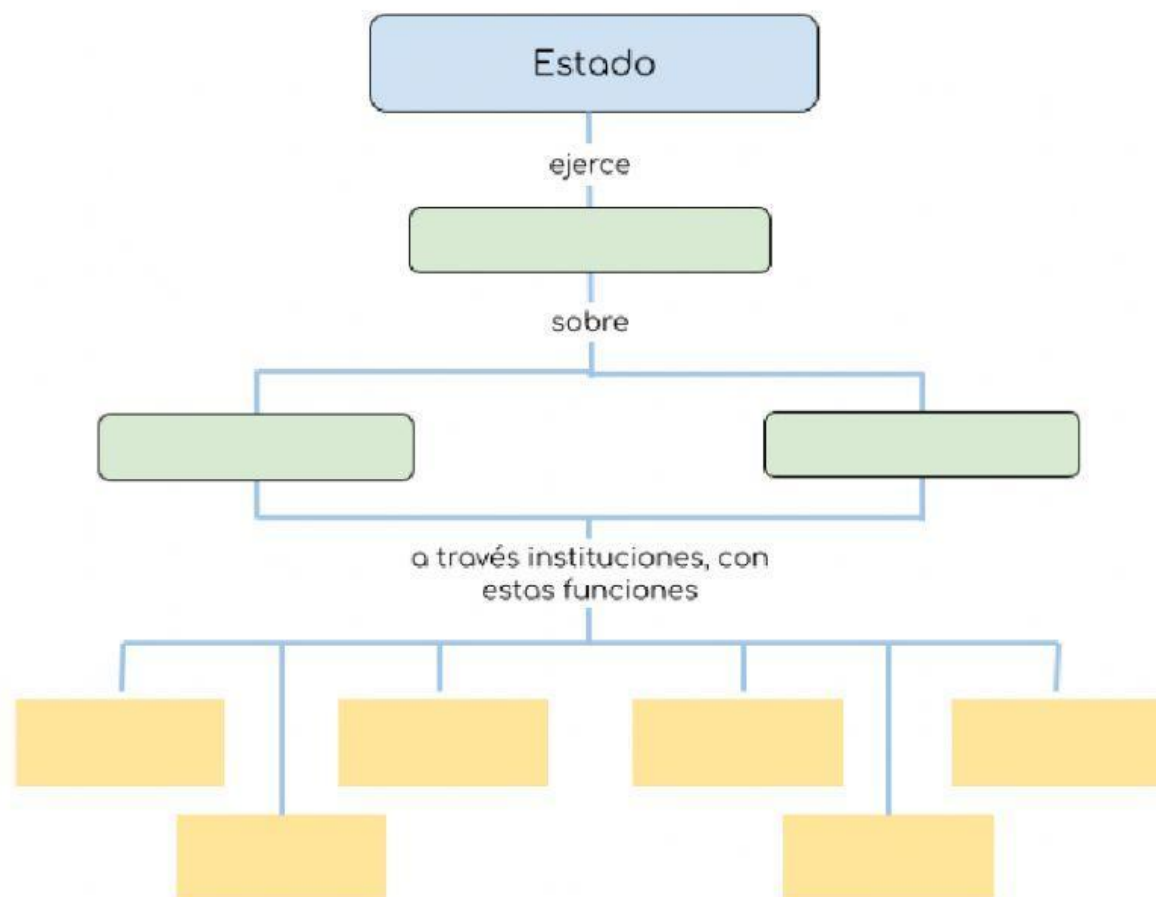 Estado
ejerce
sobre
a través instituciones, con
estas funciones